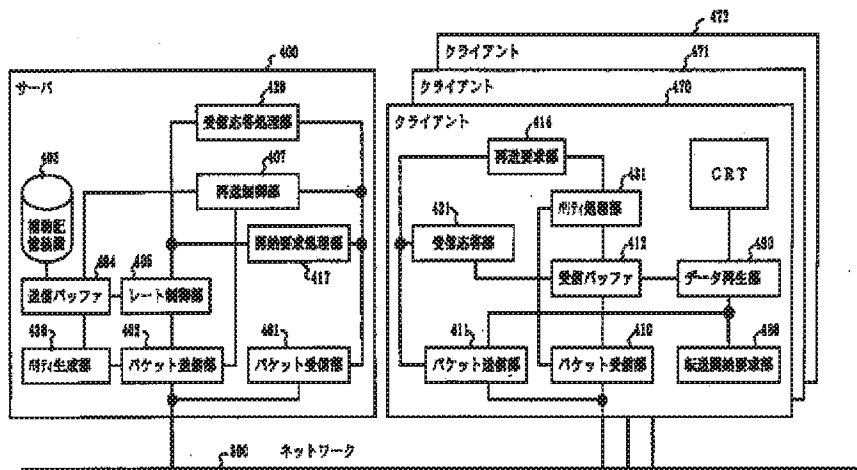 472
クライアント
471
クライアント
470
クライアント
400
サーバ
受信応答処理部
407
再送制御部
開始要求処理部
417
補助記憶装置
送信バッファ
レート制御部
パリティ生成部
402
パケット送信部
401
パケット受信部
414
再送要求部
CRT
431
パリティ処理部
421
受信応答部
412
受信バッファ
データ再生部
411
パケット送信部
410
パケット受信部
転送開始要求部
ネットワーク